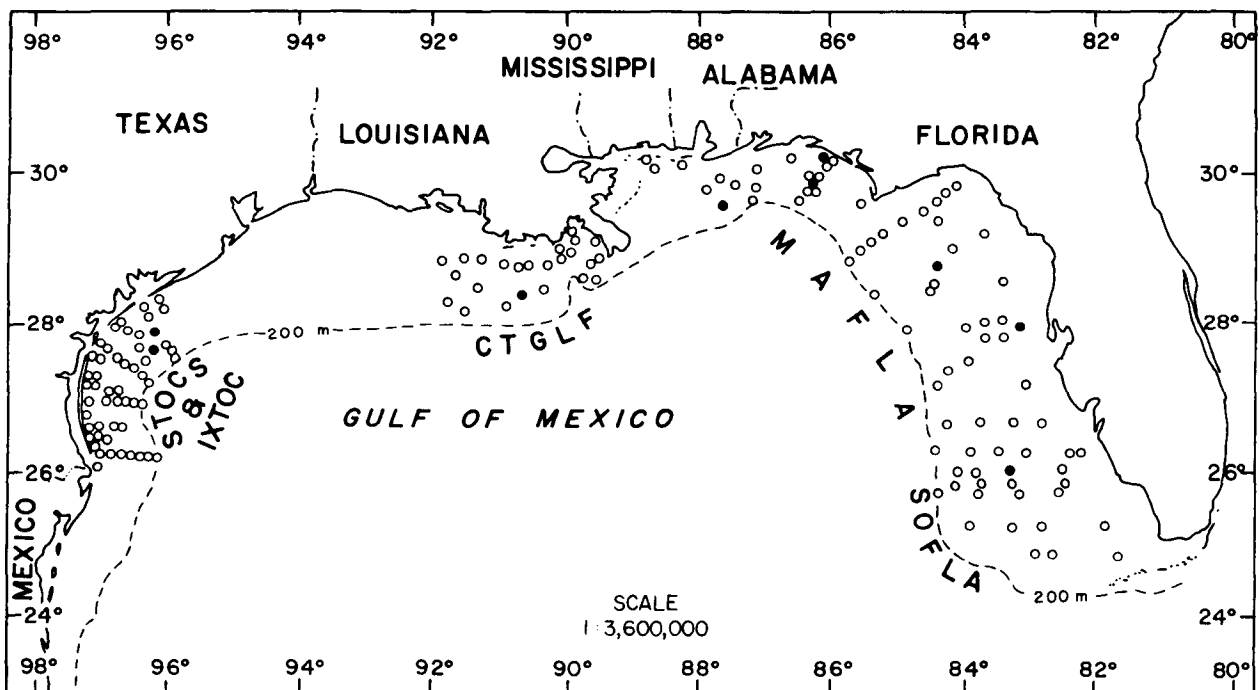 98° 96° 94° 92° 90° 88° 86° 84° 82° 80°
MISSISSIPPI ALABAMA
TEXAS LOUISIANA FLORIDA
30° 30°
MAFLA
28° 200 m CTGLF 28°
STOCS
&
IXTOC
GULF OF MEXICO
26° 26°
SOFLA
MEXICO
200 m
SCALE
1:3,600,000
24° 24°
98° 96° 94° 92° 90° 88° 86° 84° 82° 80°